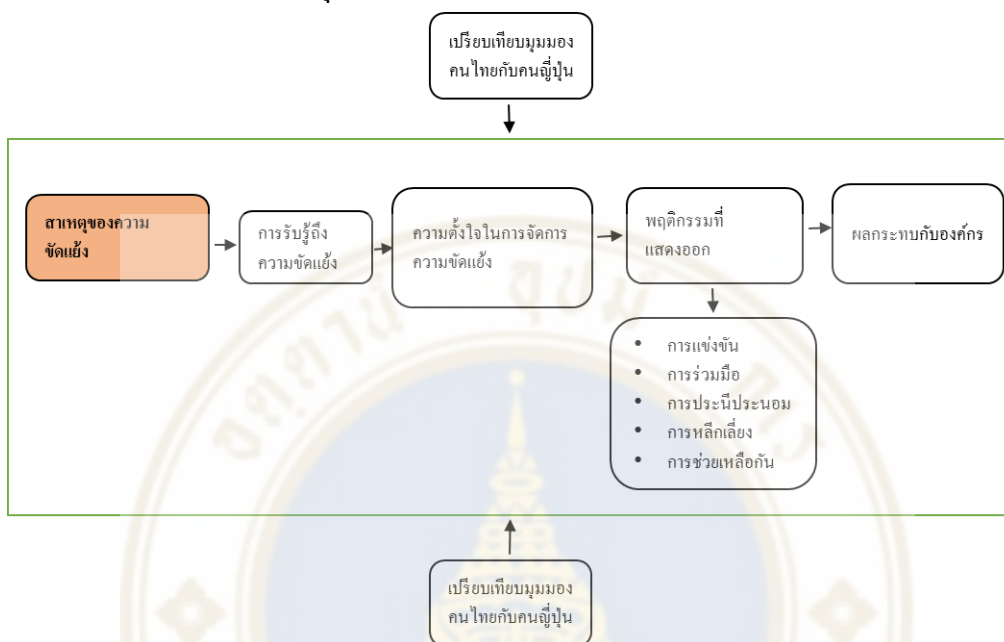 เปรียบเทียบมุมมอง
คนไทยกับคนญี่ปุ่น
สาเหตุของความ
ขัดแย้ง
การรับรู้ถึง
ความขัดแย้ง
ความตั้งใจในการจัดการ
ความขัดแย้ง
พฤติกรรมที่
แสดงออก
ผลกระทบกับองค์กร
• การแข่งขัน
• การร่วมมือ
• การประนีประนอม
• การหลีกเลี่ยง
• การช่วยเหลือกัน
เปรียบเทียบมุมมอง
คนไทยกับคนญี่ปุ่น